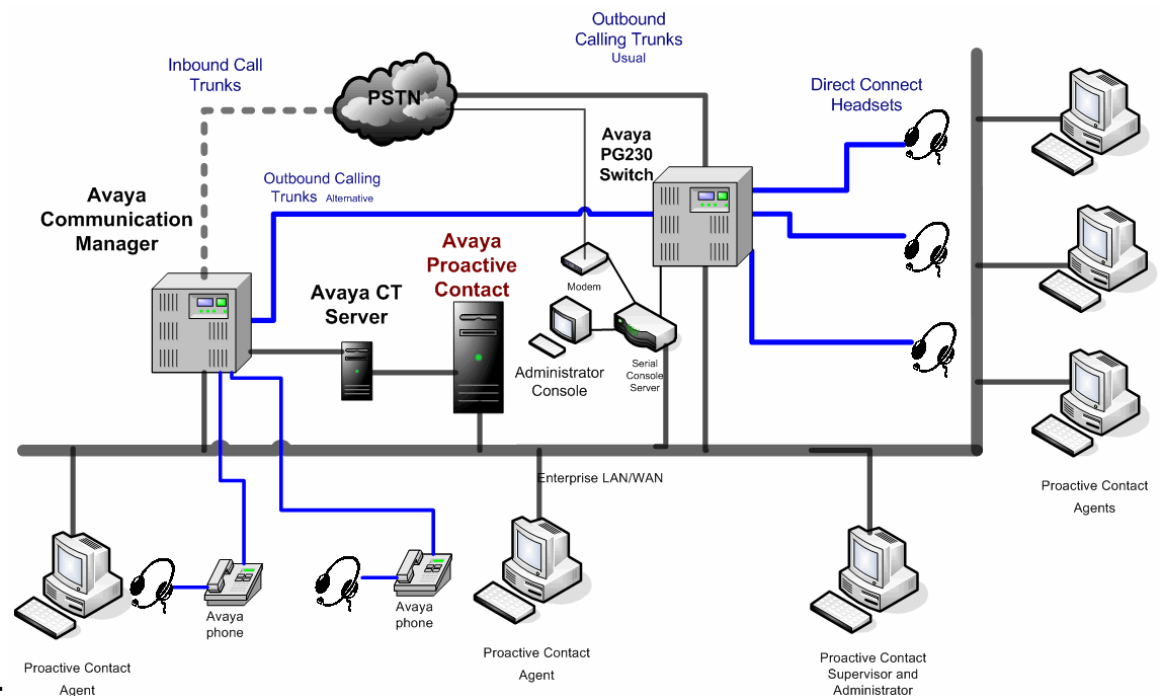 Outbound
Calling Trunks
Usual
Inbound Call
Trunks
PSTN
Direct Connect
Headsets
Avaya
PG230
Switch
Outbound Calling
Trunks Alternative
Avaya
Communication
Manager
Avaya
Proactive
Contact
Avaya CT
Server
Modem
Administrator
Console
Serial
Console
Server
Enterprise LAN/WAN
Proactive Contact
Agents
Avaya
phone
Avaya
phone
Proactive Contact
Agent
Proactive Contact
Agent
Proactive Contact
Supervisor and
Administrator